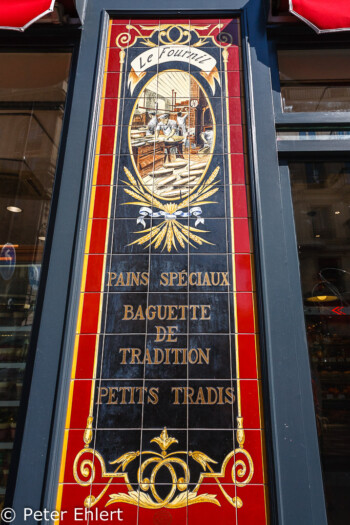 Le Fournil
PAINS SPÉCIAUX
BAGUETTE
DE
TRADITION
PETITS TRADIS
© Peter Ehlert